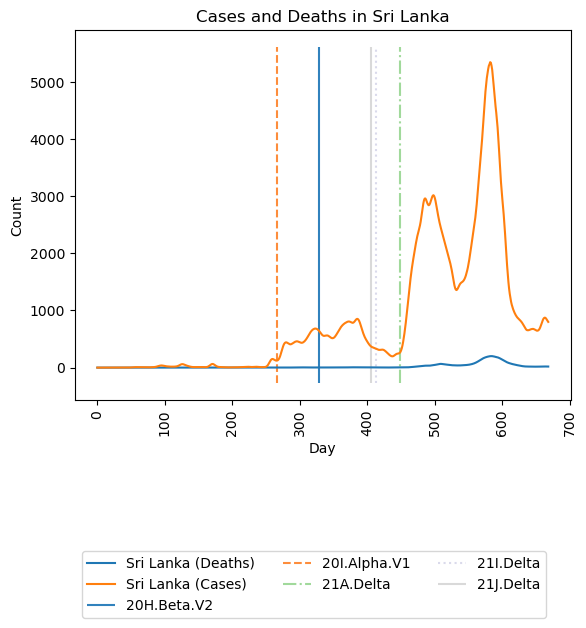 Cases and Deaths in Sri Lanka
5000
4000
3000
2000
1000
0
Count
0 100 200 300 400 500 600 700
Day
Sri Lanka (Deaths) 20I.Alpha.V1 21I.Delta
Sri Lanka (Cases) 21A.Delta 21J.Delta
20H.Beta.V2